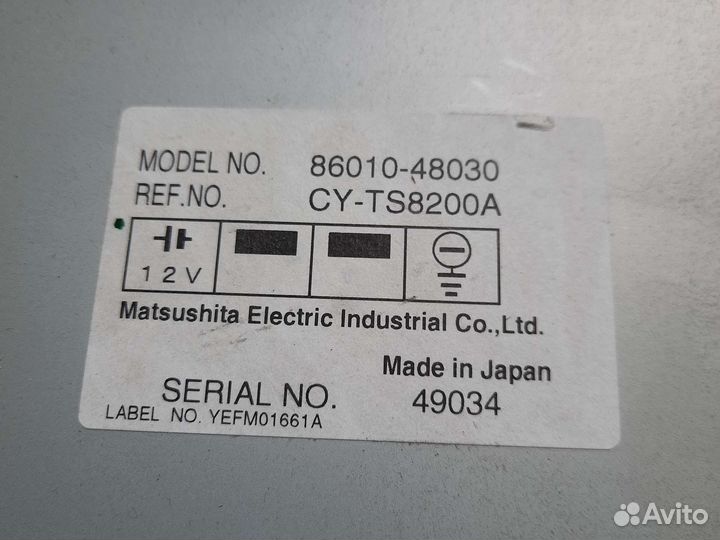 MODEL NO. 86010-48030
REF.NO. CY-TS8200A
12V
Matsushita Electric Industrial Co.,Ltd.
Made in Japan
SERIAL NO. 49034
LABEL NO. YEFM01661A
Avito